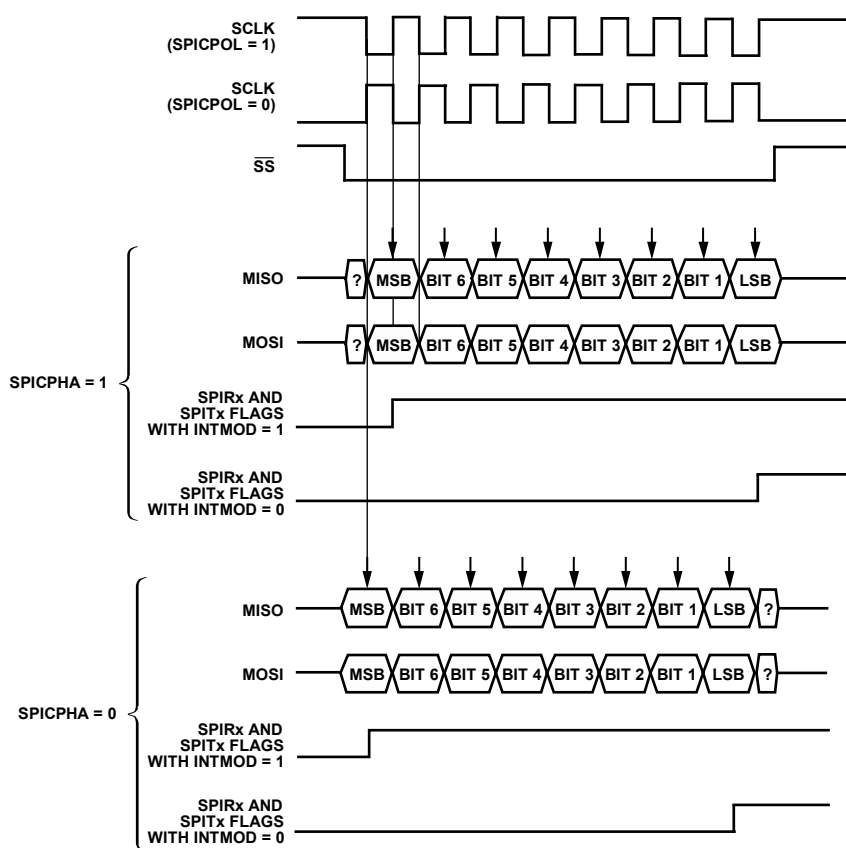 SCLK
(SPICPOL = 1)
SCLK
(SPICPOL = 0)
SS
SPICPHA = 1
MISO
? MSB BIT 6 BIT 5 BIT 4 BIT 3 BIT 2 BIT 1 LSB
MOSI
? MSB BIT 6 BIT 5 BIT 4 BIT 3 BIT 2 BIT 1 LSB
SPIRx AND
SPITx FLAGS
WITH INTMOD = 1
SPIRx AND
SPITx FLAGS
WITH INTMOD = 0
SPICPHA = 0
MISO
MSB BIT 6 BIT 5 BIT 4 BIT 3 BIT 2 BIT 1 LSB ?
MOSI
MSB BIT 6 BIT 5 BIT 4 BIT 3 BIT 2 BIT 1 LSB ?
SPIRx AND
SPITx FLAGS
WITH INTMOD = 1
SPIRx AND
SPITx FLAGS
WITH INTMOD = 0